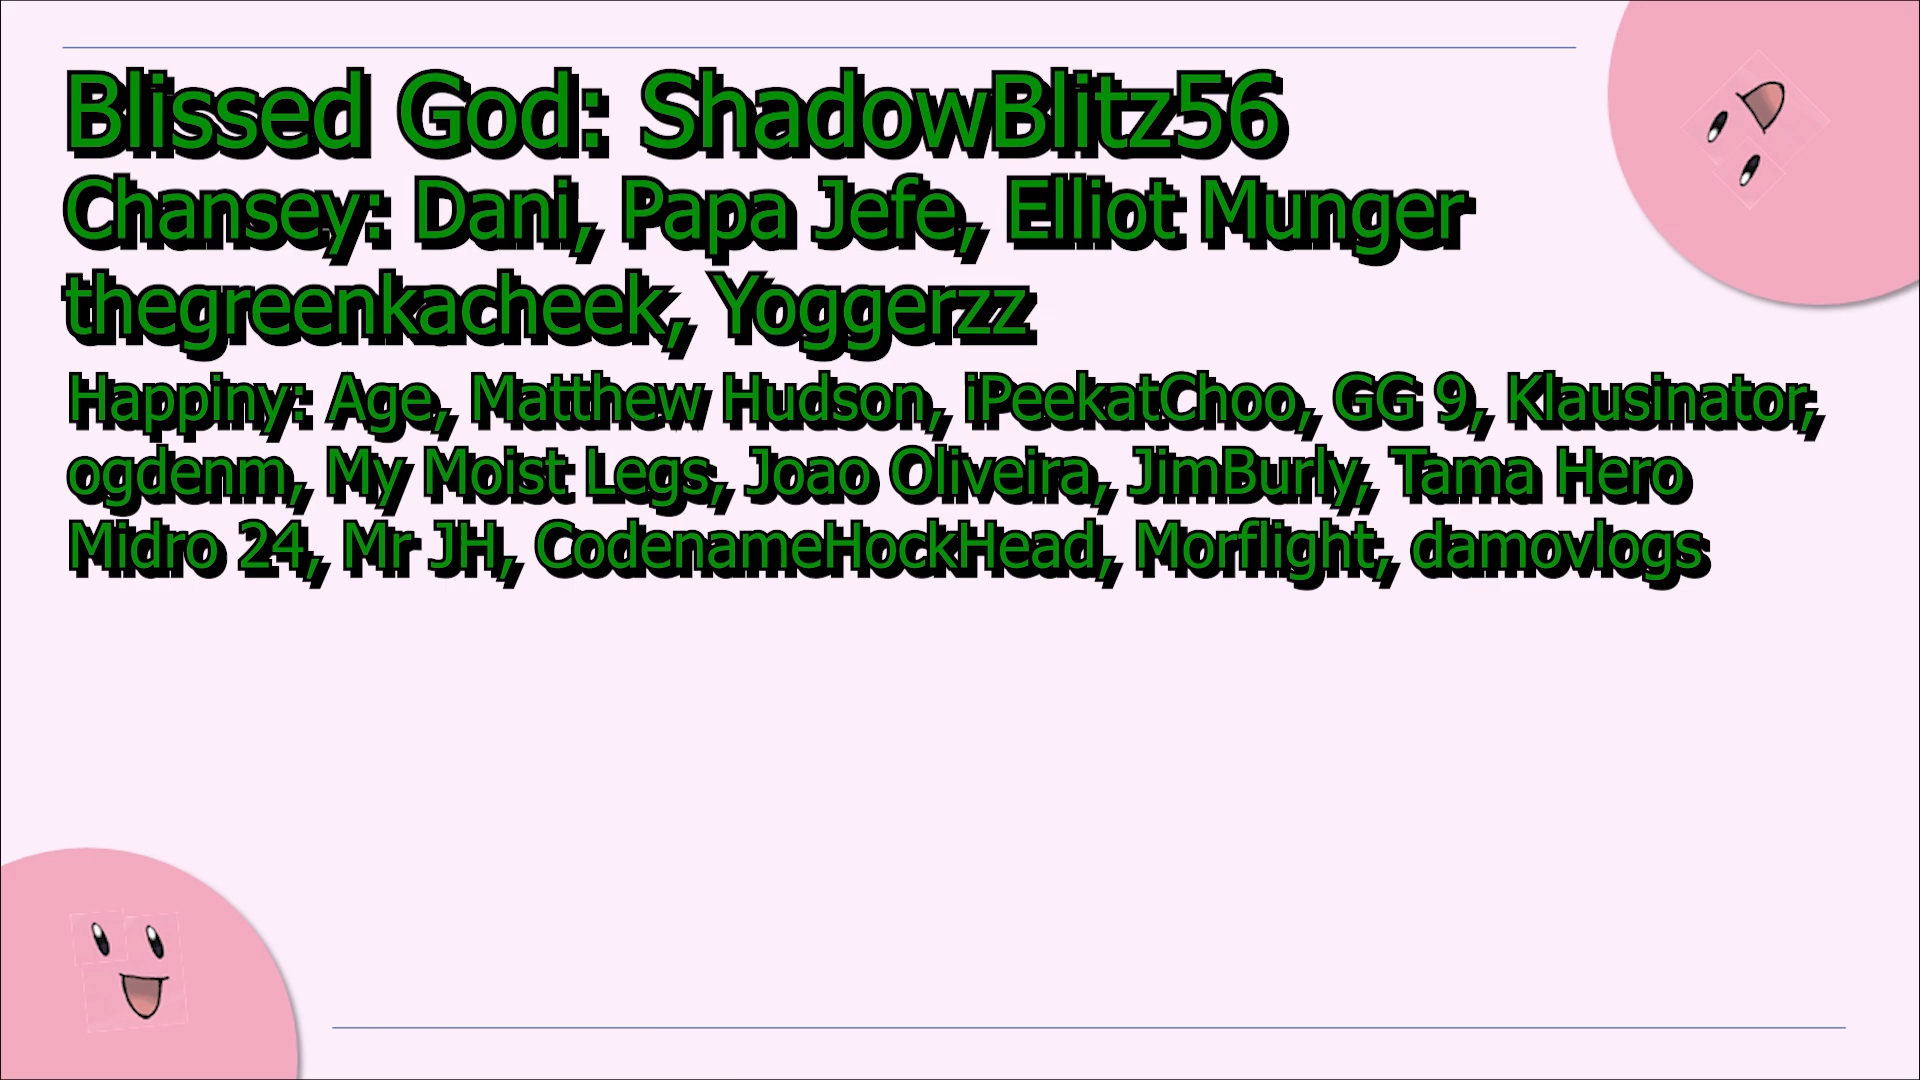 Blissed God: ShadowBlitz56
Chansey: Dani, Papa Jefe, Elliot Munger
thegreenkacheek, Yoggerzz
Happiny: Age, Matthew Hudson, iPeekatChoo, GG 9, Klausinator,
ogdenm, My Moist Legs, Joao Oliveira, JimBurly, Tama Hero
Midro 24, Mr JH, CodenameHockHead, Morflight, damovlogs